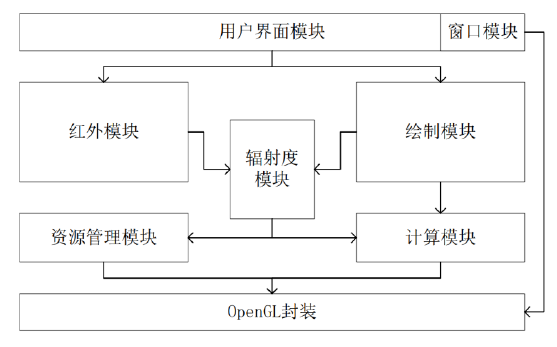 用户界面模块
窗口模块
红外模块
辐射度
模块
绘制模块
资源管理模块
计算模块
OpenGL封装